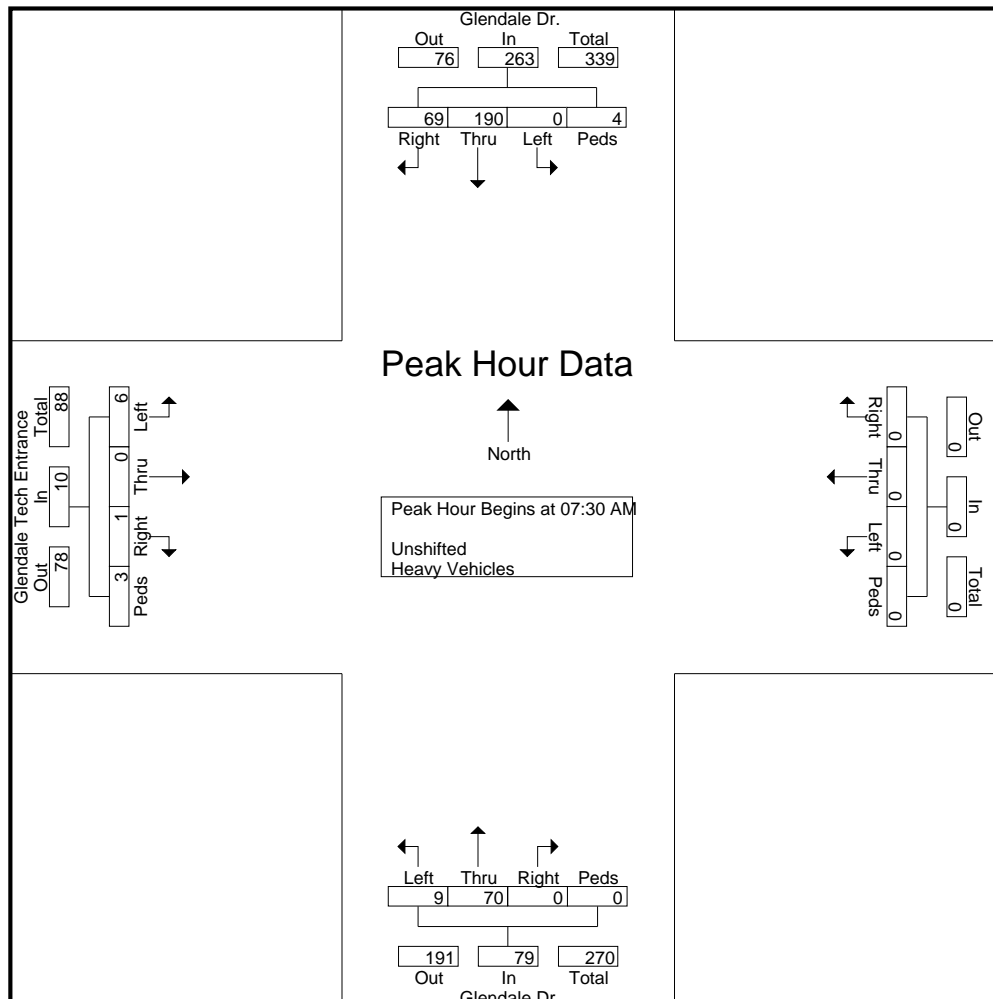 Glendale Dr.
Out In Total
76 263 339
69 190 0 4
Right Thru Left Peds
Peak Hour Data
North
Peak Hour Begins at 07:30 AM
Unshifted
Heavy Vehicles
Glendale Tech Entrance
Out In Total
78 10 88
6 0 1 3
Left Thru Right Peds
Right Thru Left Peds
0 0 0 0
Out In Total
0 0 0
Left Thru Right Peds
9 70 0 0
191 79 270
Out In Total
Glendale Dr.